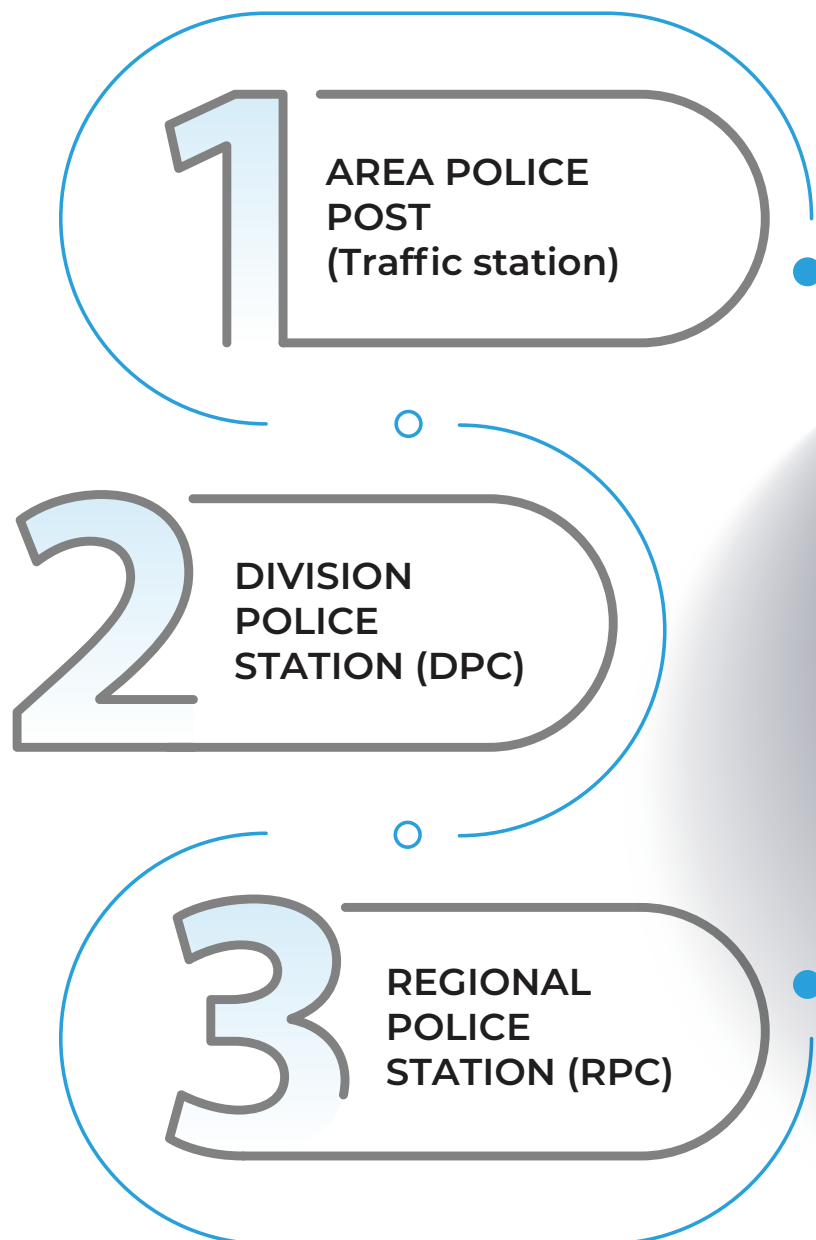 1
AREA POLICE
POST
(Traffic station)
2
DIVISION
POLICE
STATION (DPC)
3
REGIONAL
POLICE
STATION (RPC)